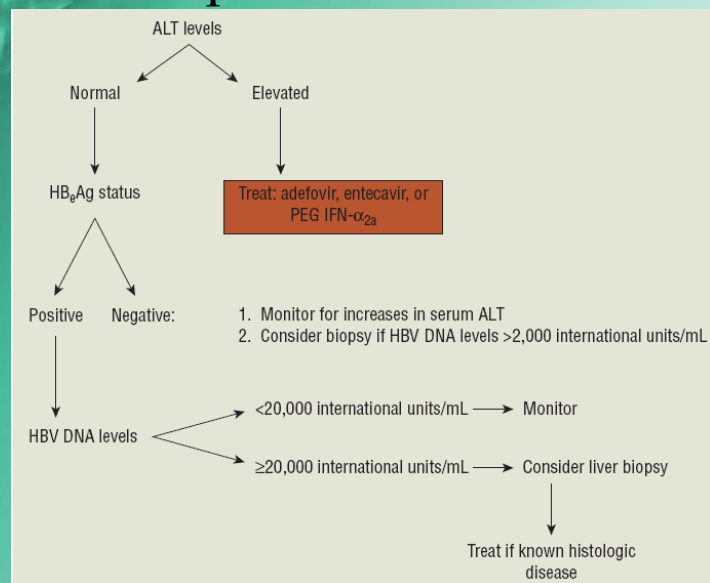 ALT levels
Normal
Elevated
HBeAg status
Treat: adefovir, entecavir, or
PEG IFN-α2a
Positive
Negative:
1. Monitor for increases in serum ALT
2. Consider biopsy if HBV DNA levels >2,000 international units/mL
HBV DNA levels
<20,000 international units/mL
Monitor
≥20,000 international units/mL
Consider liver biopsy
Treat if known histologic
disease